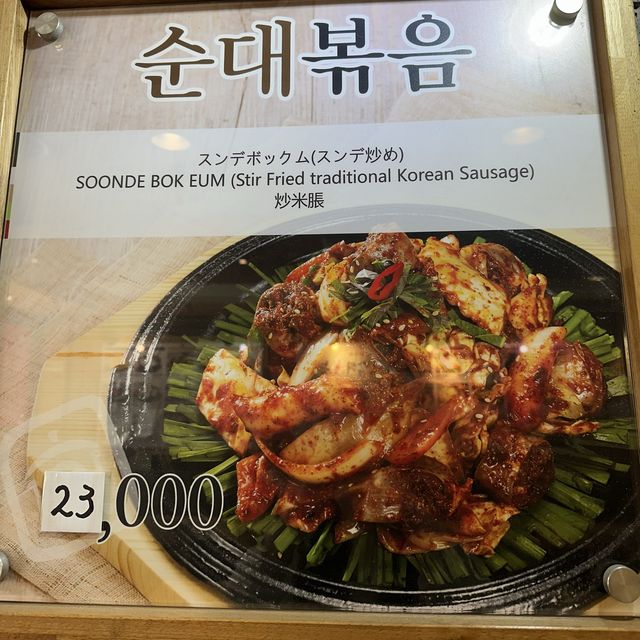 순대볶음
スンデボックム(スンデ炒め)
SOONDE BOK EUM (Stir Fried traditional Korean Sausage)
炒米腸
23,000